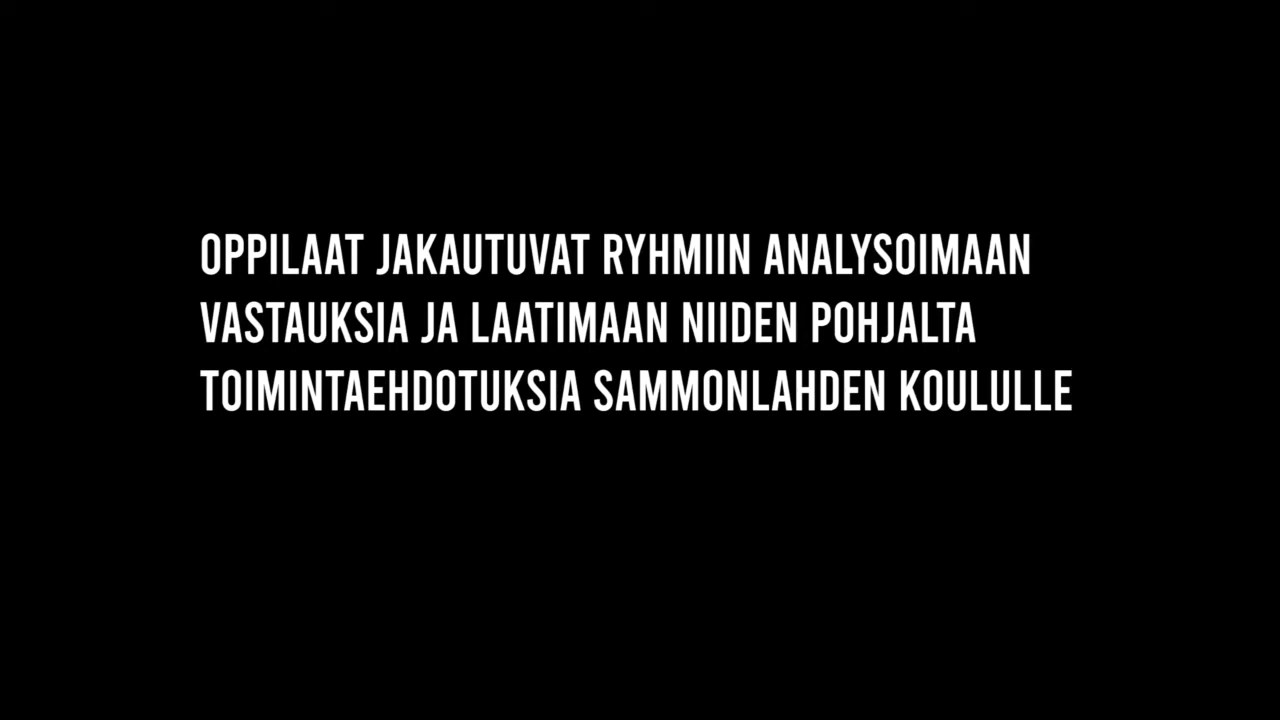 OPPILAAT JAKAUTUVAT RYHMIIN ANALYSOIMAAN
VASTAUKSIA JA LAATIMAAN NIIDEN POHJALTA
TOIMINTAEHDOTUKSIA SAMMONLAHDEN KOULULLE